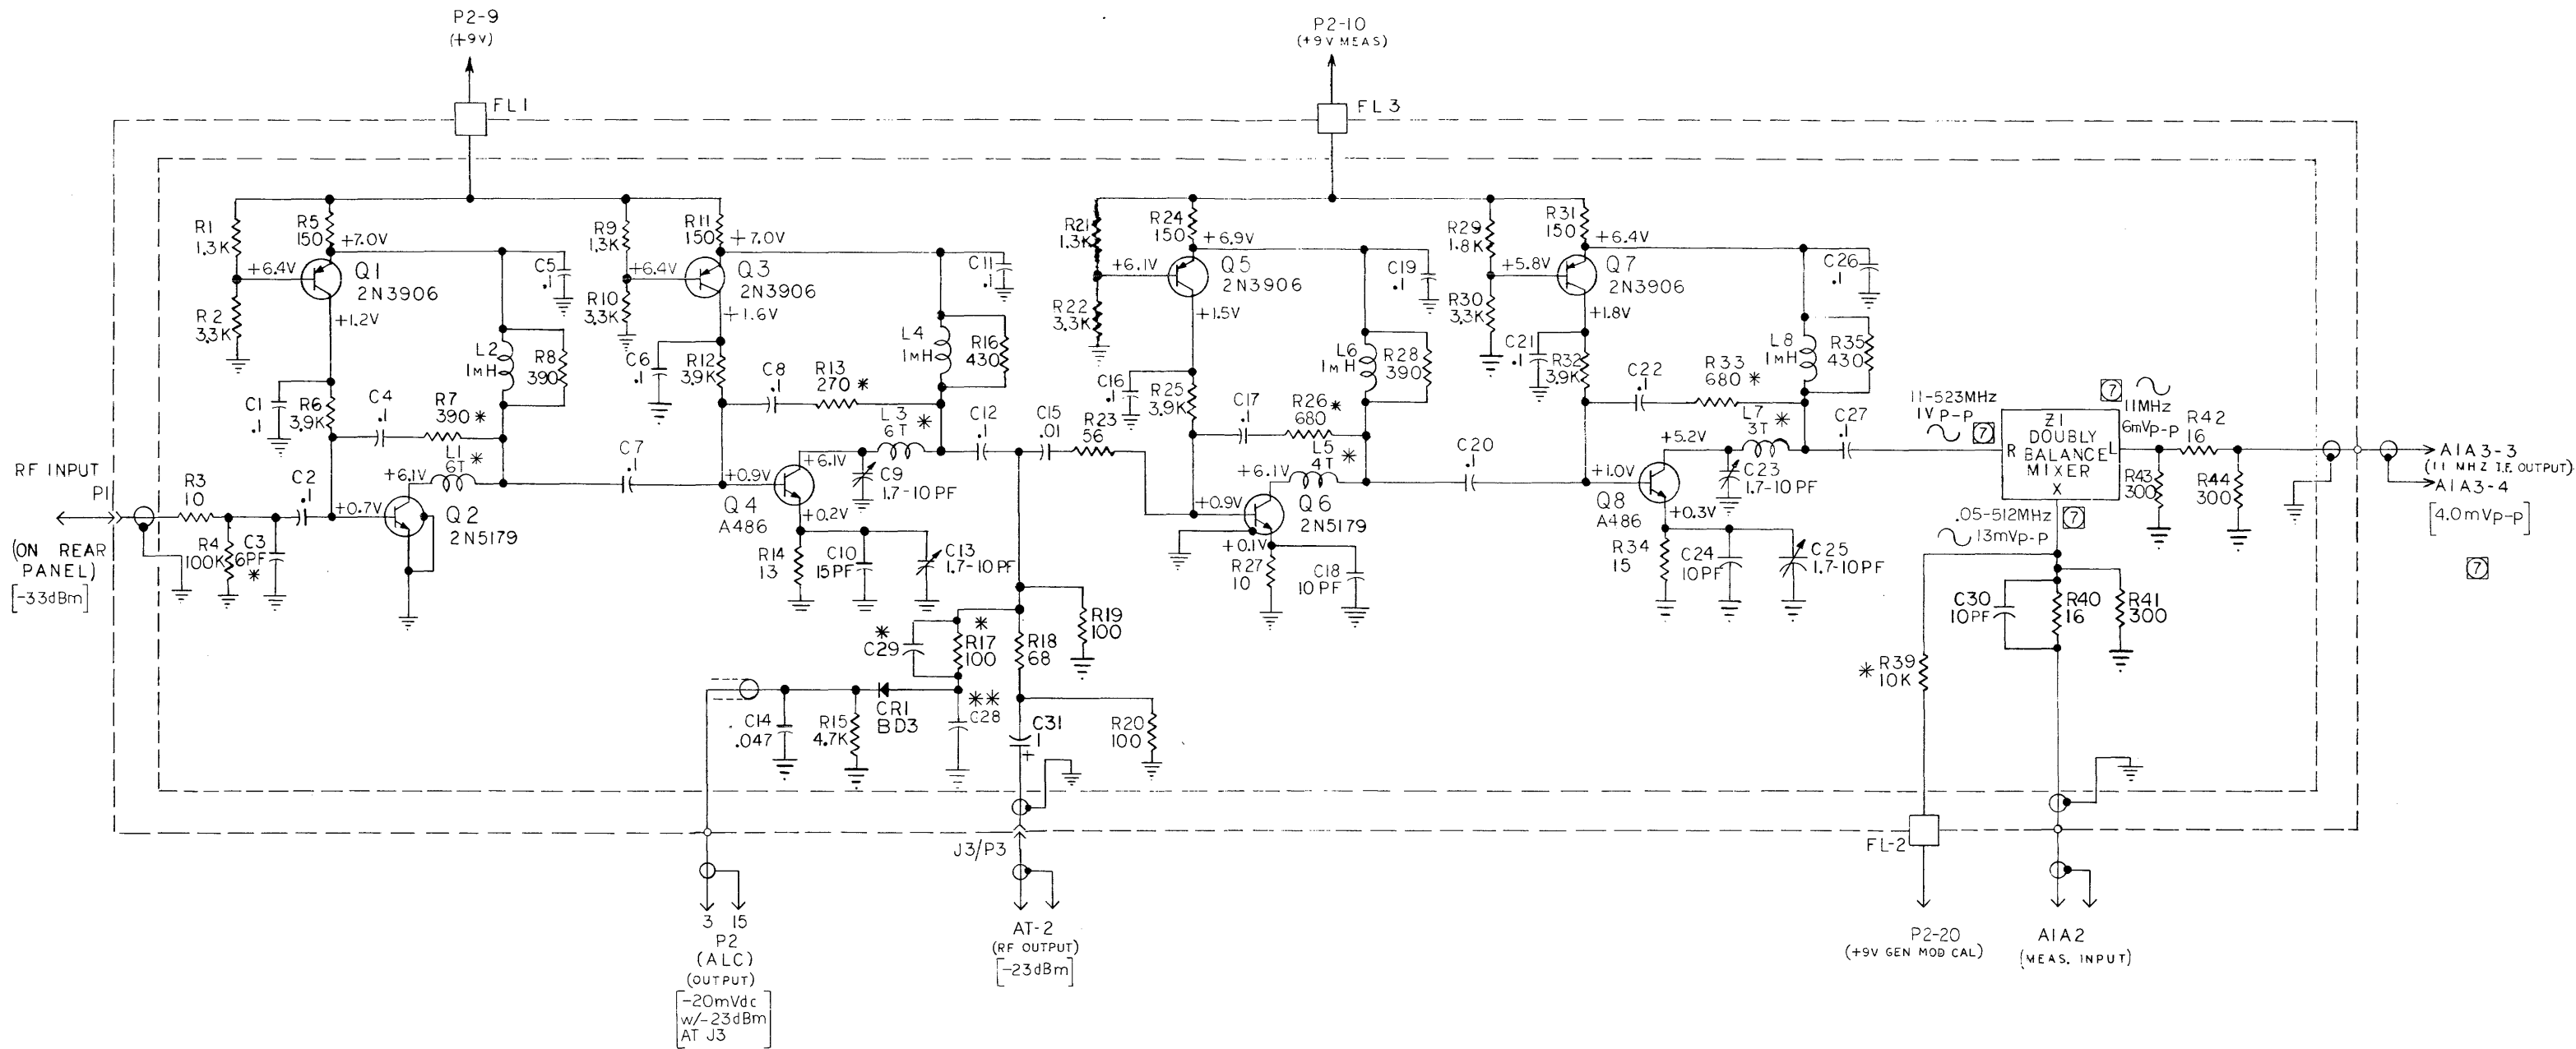 P2-9
(+9V)
P2-10
(+9V MEAS)
FL1
FL3
R1
1.3K
R5
150
+7.0V
+6.4V
Q1
2N3906
C5
.1
R2
3.3K
+1.2V
L2
1MH
R8
390
C1
.1
R6
3.9K
C4
.1
R7
390 *
L1
6T *
+6.1V
RF INPUT
P1
R3
10
C2
.1
+0.7V
Q2
2N5179
(ON REAR
PANEL)
[-33dBm]
R4
100K
C3
6PF
*
R9
1.3K
R11
150
+7.0V
+6.4V
Q3
2N3906
C11
.1
R10
3.3K
+1.6V
L4
1MH
R16
430
C6
.1
R12
3.9K
C8
.1
R13
270 *
L3 *
6T
C12
.1
C7
.1
+0.9V
Q4
A486
+6.1V
C9
1.7-10 PF
+0.2V
R14
13
C10
15PF
C13
1.7-10PF
C15
.01
R23
56
R19
100
*
C29
*
R17
100
R18
68
**
C28
C14
.047
R15
4.7K
CR1
BD3
C31
1
+
R20
100
R21
1.3K
R24
150
+6.9V
+6.1V
Q5
2N3906
C19
.1
R22
3.3K
+1.5V
L6
1MH
R28
390
C16
.1
R25
3.9K
C17
.1
R26 *
680
L5 *
4T
C20
.1
+6.1V
+0.9V
Q6
2N5179
+0.1V
R27
10
C18
10PF
R29
1.8K
R31
150
+6.4V
+5.8V
Q7
2N3906
C26
.1
R30
3.3K
+1.8V
L8
1MH
R35
430
C21
.1
R32
3.9K
C22
.1
R33
680 *
L7 *
3T
C27
.1
+5.2V
+1.0V
Q8
A486
C23
1.7-10PF
+0.3V
R34
15
C24
10PF
C25
1.7-10PF
11-523MHz
1V P-P
7
7
11MHz
6mVp-p
R Z1 L
DOUBLY
BALANCE
MIXER
X
R42
16
R43
300
R44
300
A1A3-3
(11 MHZ I.F. OUTPUT)
A1A3-4
[4.0mVp-p]
7
.05-512MHz
7
13mVp-p
C30
10PF
R40
16
R41
300
* R39
10K
FL-2
J3/P3
3 15
P2
(ALC)
(OUTPUT)
[-20mVdc
w/-23dBm
AT J3]
AT-2
(RF OUTPUT)
[-23dBm]
P2-20
(+9V GEN MOD CAL)
A1A2
(MEAS. INPUT)